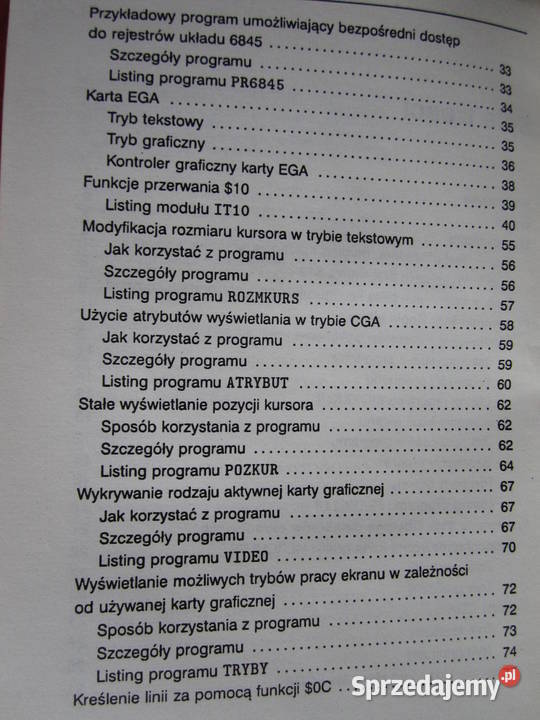 Przykładowy program umożliwiający bezpośredni dostęp
do rejestrów układu 6845 ........ 33
Szczegóły programu ........ 33
Listing programu PR6845 ........ 34
Karta EGA ........ 35
Tryb tekstowy ........ 35
Tryb graficzny ........ 36
Kontroler graficzny karty EGA ........ 38
Funkcje przerwania $10 ........ 39
Listing modułu IT10 ........ 40
Modyfikacja rozmiaru kursora w trybie tekstowym ........ 55
Jak korzystać z programu ........ 56
Szczegóły programu ........ 56
Listing programu ROZMKURS ........ 57
Użycie atrybutów wyświetlania w trybie CGA ........ 58
Jak korzystać z programu ........ 59
Szczegóły programu ........ 59
Listing programu ATRYBUT ........ 60
Stałe wyświetlanie pozycji kursora ........ 62
Sposób korzystania z programu ........ 62
Szczegóły programu ........ 62
Listing programu POZKUR ........ 64
Wykrywanie rodzaju aktywnej karty graficznej ........ 67
Jak korzystać z programu ........ 67
Szczegóły programu ........ 67
Listing programu VIDEO ........ 70
Wyświetlanie możliwych trybów pracy ekranu w zależności
od używanej karty graficznej ........ 72
Sposób korzystania z programu ........ 72
Szczegóły programu ........ 73
Listing programu TRYBY ........ 74
Kreślenie linii za pomocą funkcji $0C ........
Sprzedajemy.pl